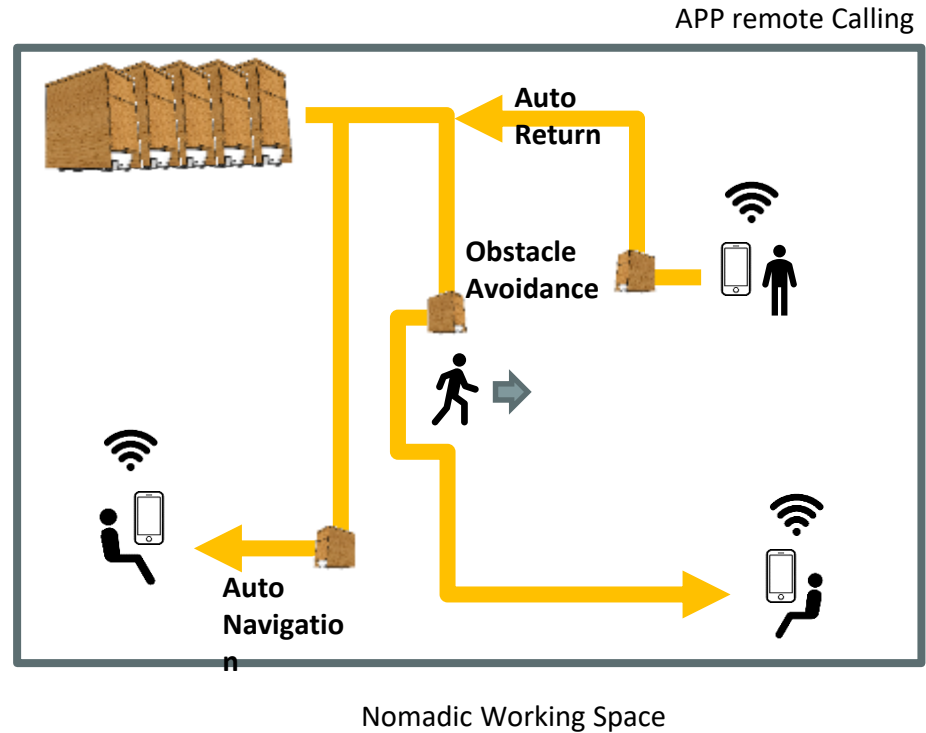 APP remote Calling
Auto
Return
Obstacle
Avoidance
Auto
Navigatio
n
Nomadic Working Space